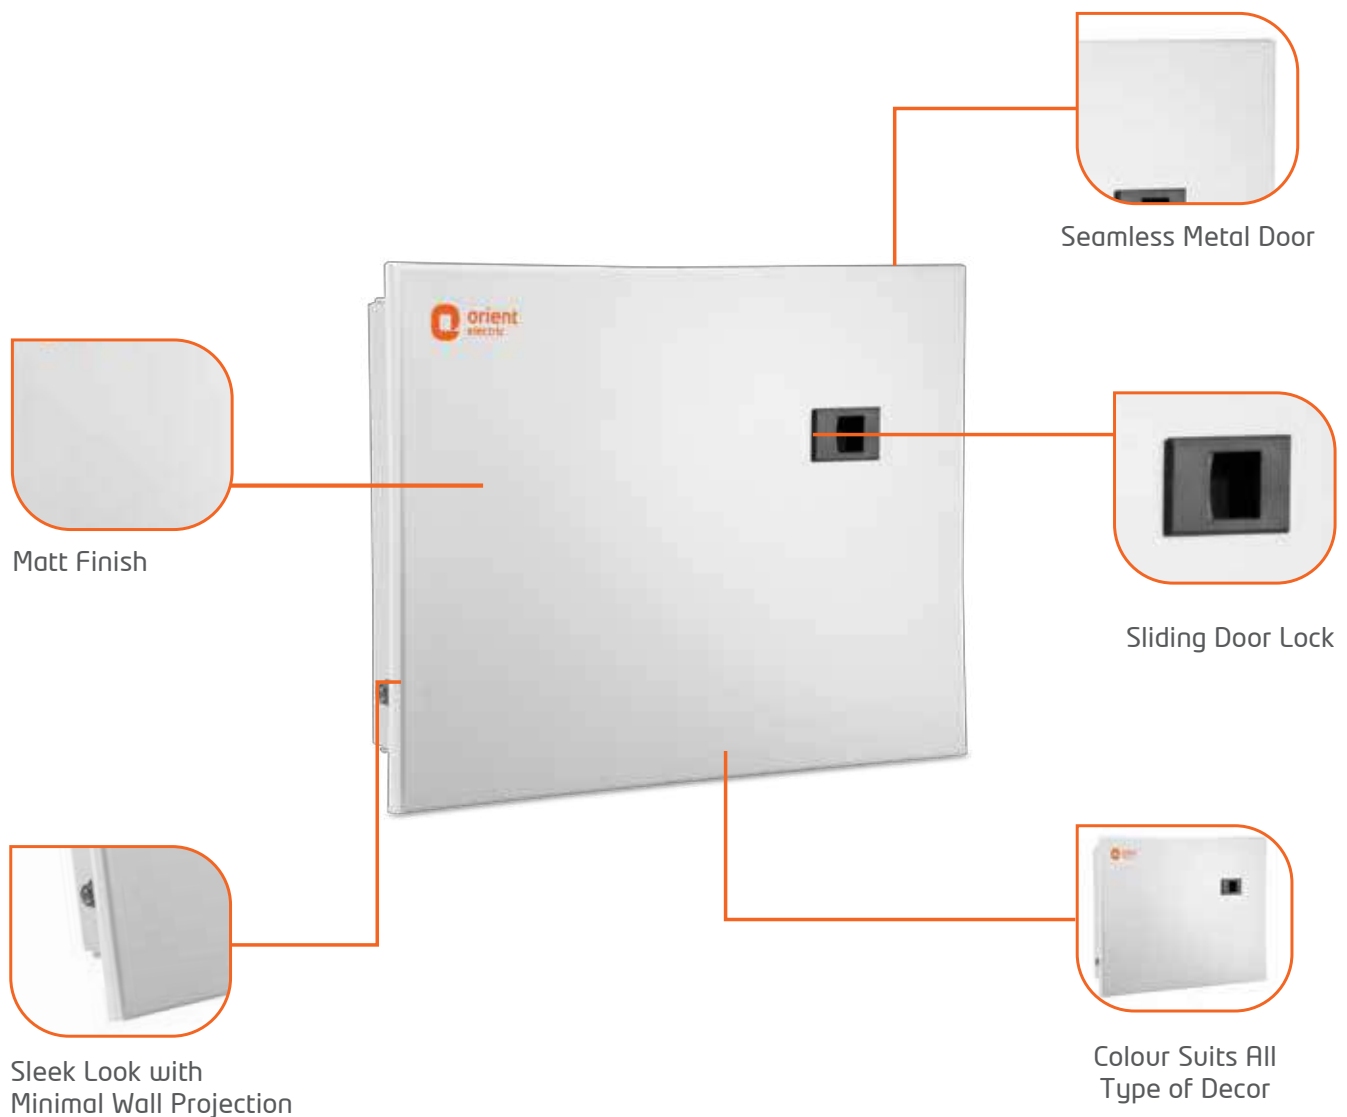 Seamless Metal Door
orient
electric
Matt Finish
Sliding Door Lock
Sleek Look with
Minimal Wall Projection
Colour Suits All
Type of Decor